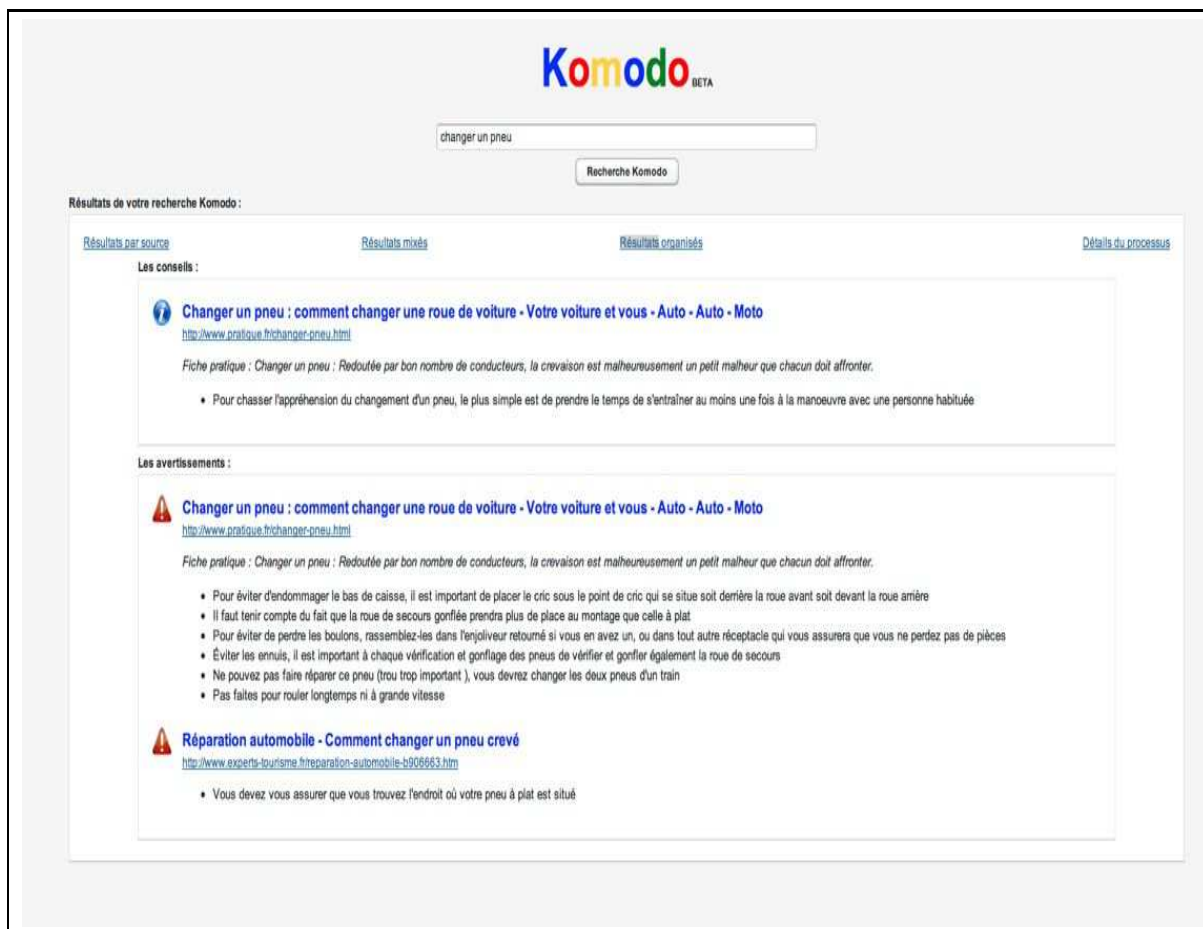 Komodo BETA
changer un pneu
Recherche Komodo
Résultats de votre recherche Komodo :
Résultats par source Résultats mixés Résultats organisés Détails du processus
Les conseils :
Changer un pneu : comment changer une roue de voiture - Votre voiture et vous - Auto - Auto - Moto
http://www.pratique.fr/changer-pneu.html
Fiche pratique : Changer un pneu : Redoutée par bon nombre de conducteurs, la crevaison est malheureusement un petit malheur que chacun doit affronter.
• Pour chasser l'appréhension du changement d'un pneu, le plus simple est de prendre le temps de s'entraîner au moins une fois à la manoeuvre avec une personne habituée
Les avertissements :
Changer un pneu : comment changer une roue de voiture - Votre voiture et vous - Auto - Auto - Moto
http://www.pratique.fr/changer-pneu.html
Fiche pratique : Changer un pneu : Redoutée par bon nombre de conducteurs, la crevaison est malheureusement un petit malheur que chacun doit affronter.
• Pour éviter d'endommager le bas de caisse, il est important de placer le cric sous le point de cric qui se situe soit derrière la roue avant soit devant la roue arrière
• Il faut tenir compte du fait que la roue de secours gonflée prendra plus de place au montage que celle à plat
• Pour éviter de perdre les boulons, rassemblez-les dans l'enjoliveur retourné si vous en avez un, ou dans tout autre réceptacle qui vous assurera que vous ne perdez pas de pièces
• Éviter les ennuis, il est important à chaque vérification et gonflage des pneus de vérifier et gonfler également la roue de secours
• Ne pouvez pas faire réparer ce pneu (trou trop important ), vous devrez changer les deux pneus d'un train
• Pas faites pour rouler longtemps ni à grande vitesse
Réparation automobile - Comment changer un pneu crevé
http://www.experts-tourisme.fr/reparation-automobile-b906663.htm
• Vous devez vous assurer que vous trouvez l'endroit où votre pneu à plat est situé